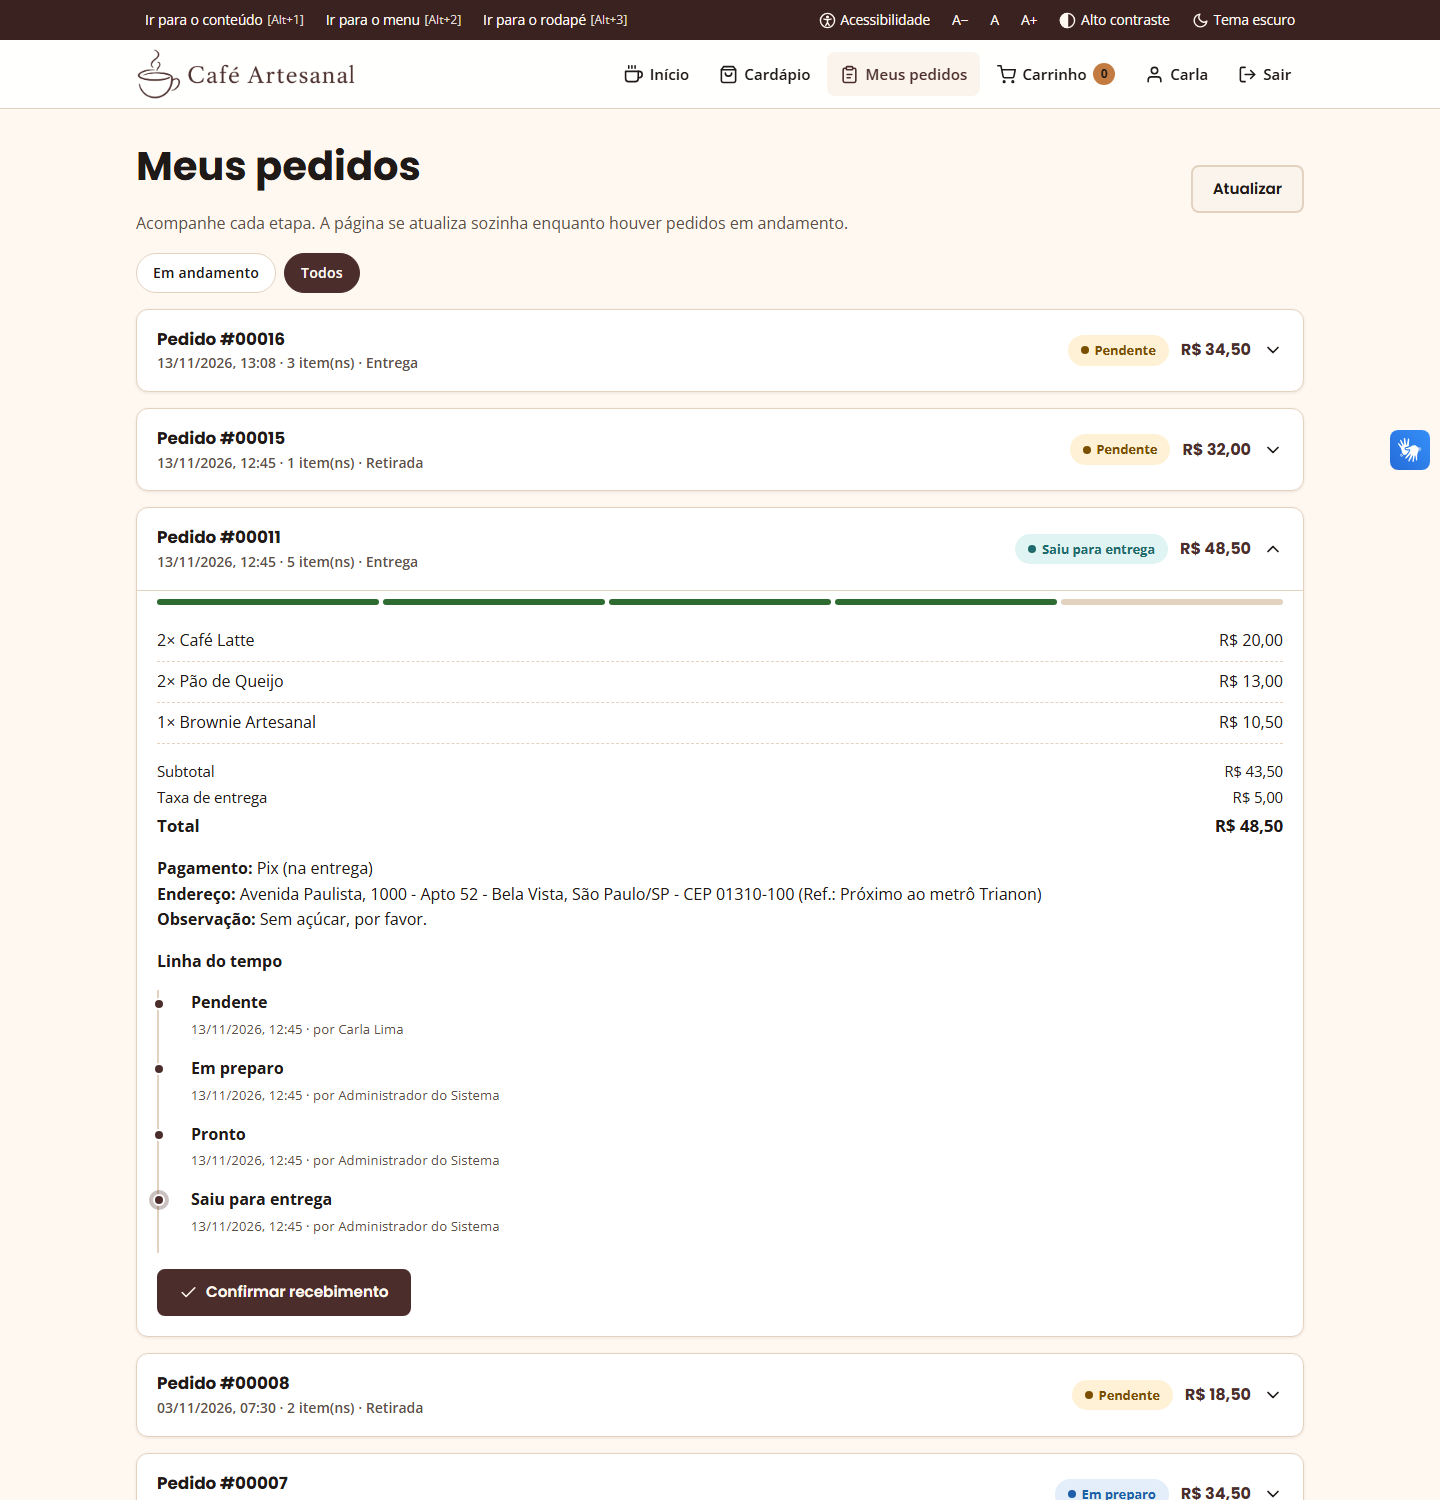 Ir para o conteúdo [Alt+1] Ir para o menu [Alt+2] Ir para o rodapé [Alt+3] Acessibilidade A− A A+ Alto contraste Tema escuro
Café Artesanal Início Cardápio Meus pedidos Carrinho 0 Carla Sair
Meus pedidos
Atualizar
Acompanhe cada etapa. A página se atualiza sozinha enquanto houver pedidos em andamento.
Em andamento Todos
Pedido #00016
13/11/2026, 13:08 · 3 item(ns) · Entrega
Pendente R$ 34,50
Pedido #00015
13/11/2026, 12:45 · 1 item(ns) · Retirada
Pendente R$ 32,00
Pedido #00011
13/11/2026, 12:45 · 5 item(ns) · Entrega
Saiu para entrega R$ 48,50
2× Café Latte R$ 20,00
2× Pão de Queijo R$ 13,00
1× Brownie Artesanal R$ 10,50
Subtotal R$ 43,50
Taxa de entrega R$ 5,00
Total R$ 48,50
Pagamento: Pix (na entrega)
Endereço: Avenida Paulista, 1000 - Apto 52 - Bela Vista, São Paulo/SP - CEP 01310-100 (Ref.: Próximo ao metrô Trianon)
Observação: Sem açúcar, por favor.
Linha do tempo
Pendente
13/11/2026, 12:45 · por Carla Lima
Em preparo
13/11/2026, 12:45 · por Administrador do Sistema
Pronto
13/11/2026, 12:45 · por Administrador do Sistema
Saiu para entrega
13/11/2026, 12:45 · por Administrador do Sistema
Confirmar recebimento
Pedido #00008
03/11/2026, 07:30 · 2 item(ns) · Retirada
Pendente R$ 18,50
Pedido #00007
Em preparo R$ 34,50